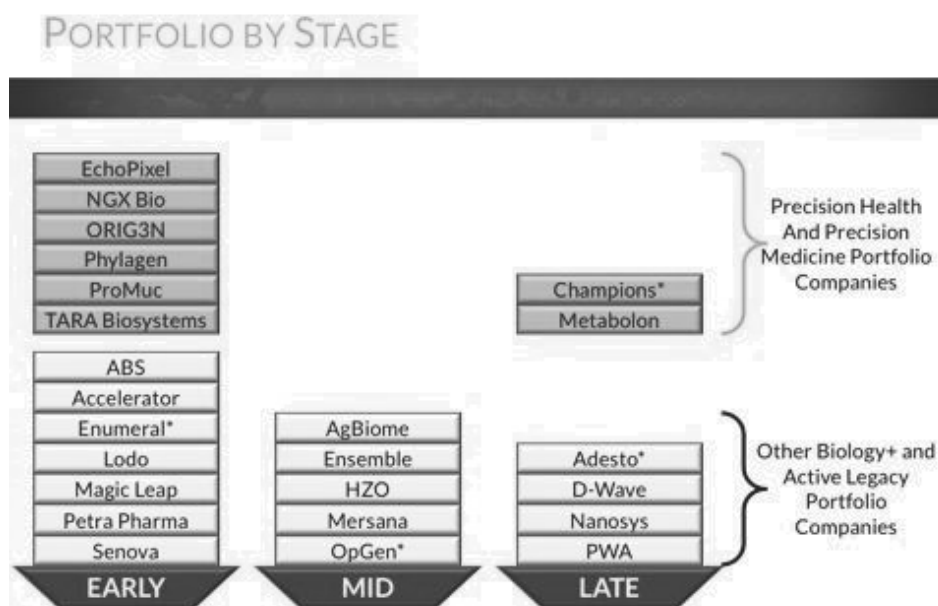 PORTFOLIO BY STAGE
EchoPixel
NGX Bio
ORIG3N
Phylagen
ProMuc
TARA Biosystems
Champions*
Metabolon
Precision Health
And Precision
Medicine Portfolio
Companies
ABS
Accelerator
Enumeral*
Lodo
Magic Leap
Petra Pharma
Senova
EARLY
AgBiome
Ensemble
HZO
Mersana
OpGen*
MID
Adesto*
D-Wave
Nanosys
PWA
LATE
Other Biology+ and
Active Legacy
Portfolio
Companies